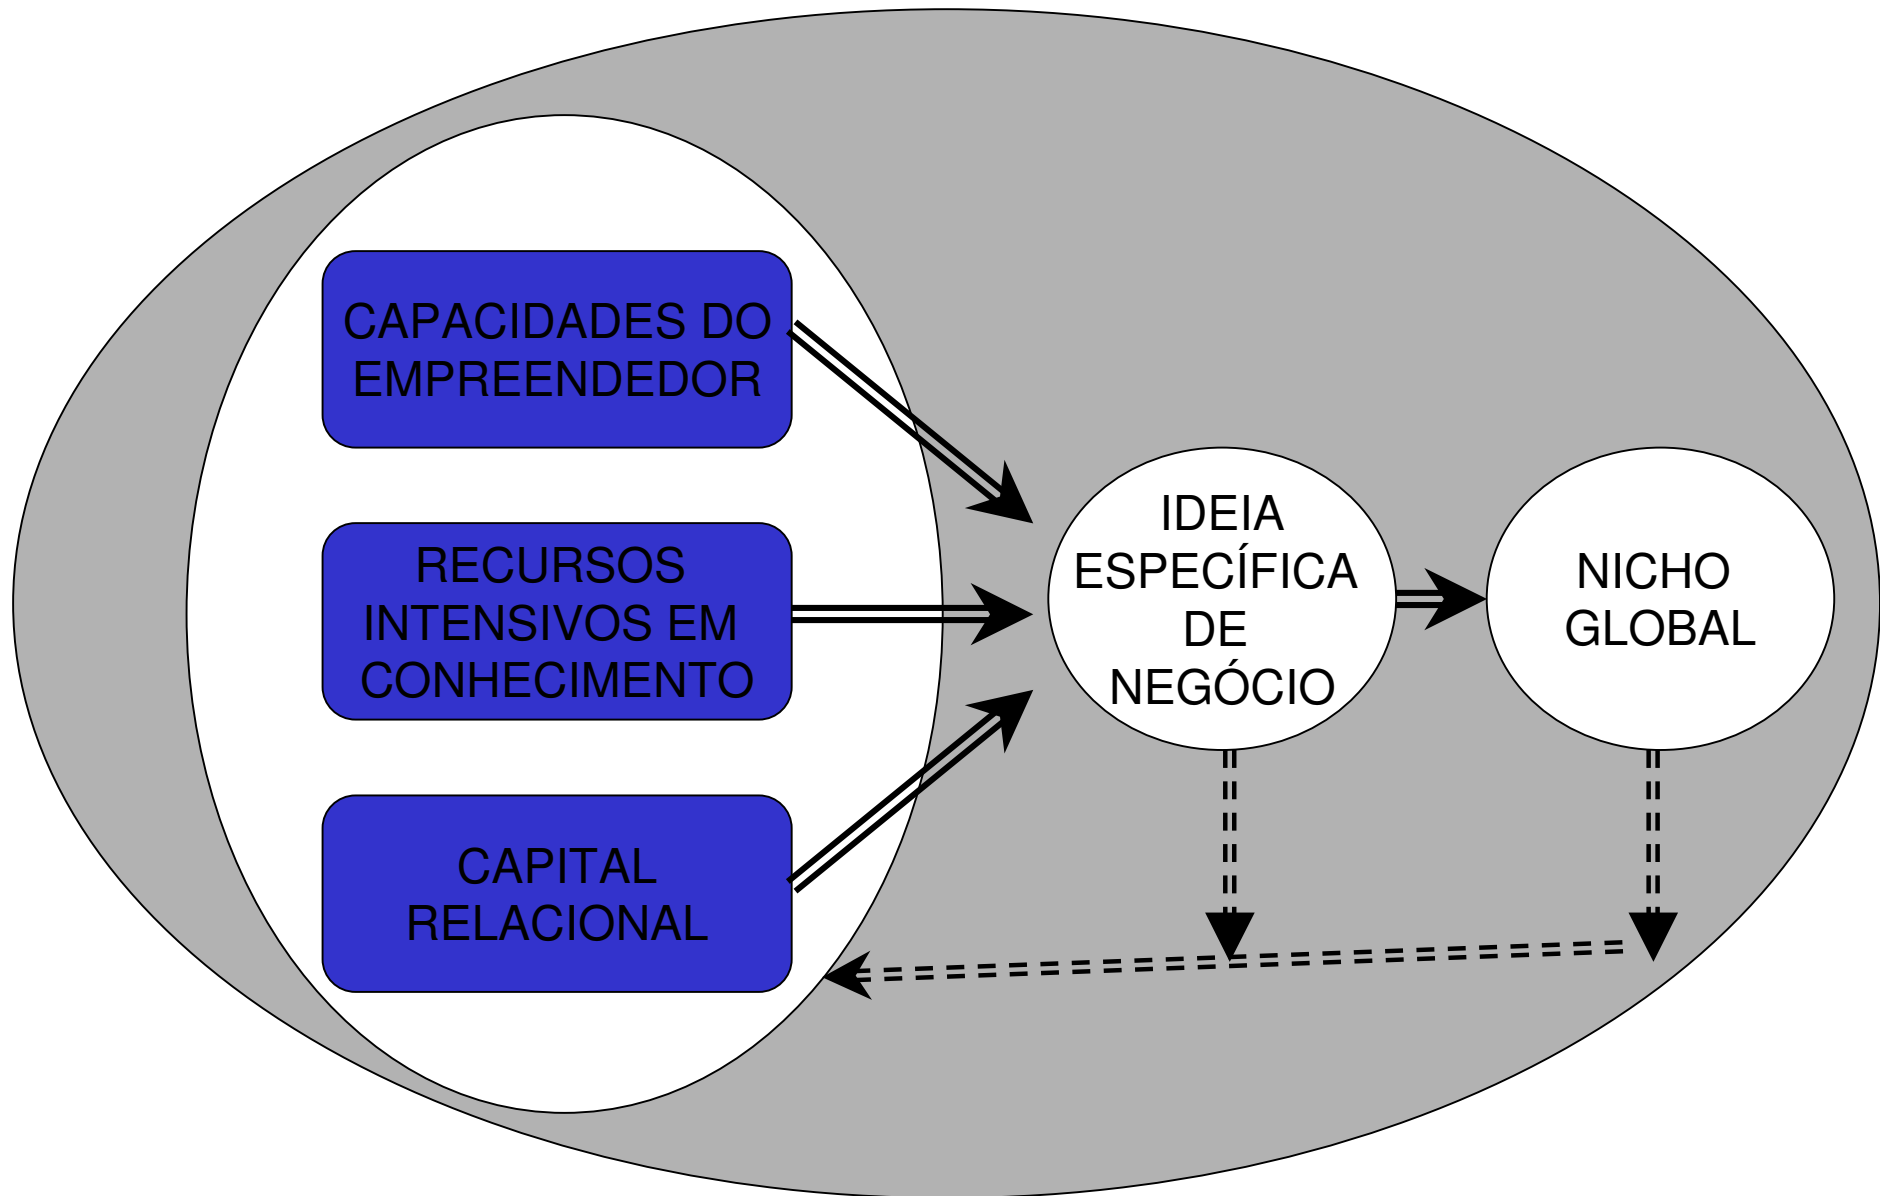 CAPACIDADES DO
EMPREENDEDOR
RECURSOS
INTENSIVOS EM
CONHECIMENTO
CAPITAL
RELACIONAL
IDEIA
ESPECÍFICA
DE
NEGÓCIO
NICHO
GLOBAL